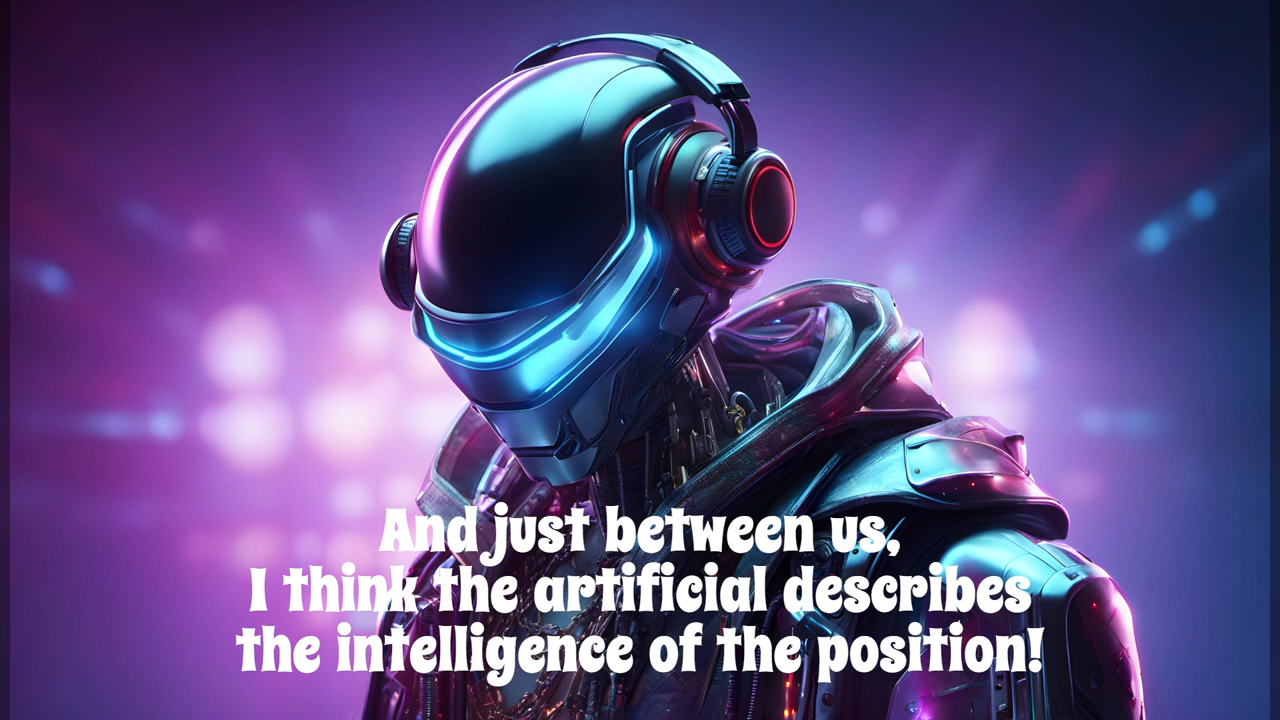 And just between us,
I think the artificial describes
the intelligence of the position!